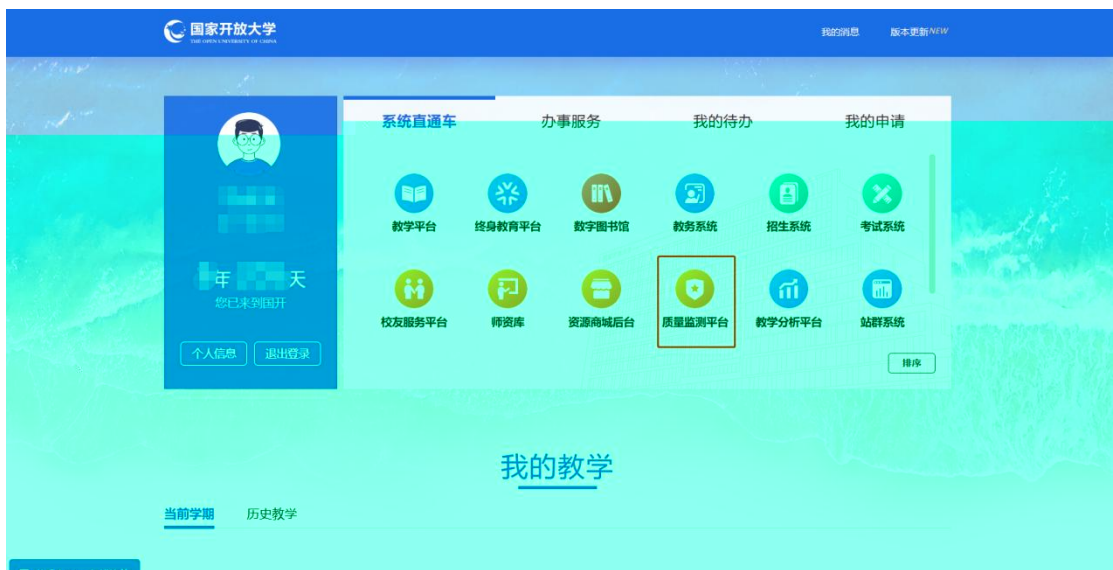 国家开放大学
THE OPEN UNIVERSITY OF CHINA
我的消息 版本更新NEW
系统直通车 办事服务 我的待办 我的申请
教学平台 终身教育平台 数字图书馆 教务系统 招生系统 考试系统
年 天
您已来到国开
校友服务平台 师资库 资源商城后台 质量监测平台 教学分析平台 站群系统
个人信息 退出登录
排序
我的教学
当前学期 历史教学